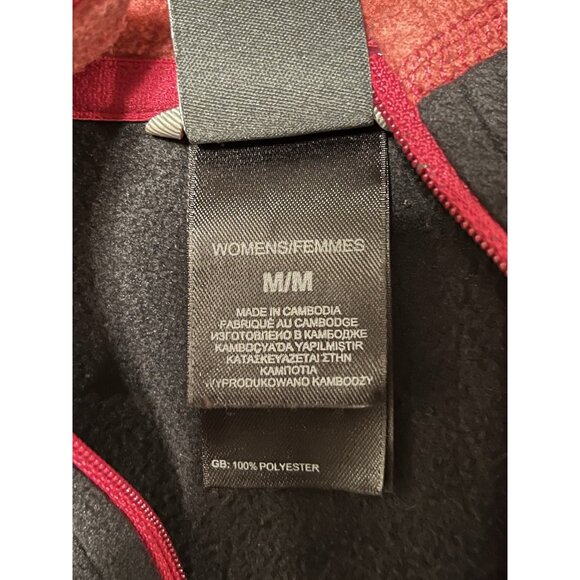 WOMENS/FEMMES
M/M
MADE IN CAMBODIA
FABRIQUÉ AU CAMBODGE
ИЗГОТОВЛЕНО В КАМБОДЖЕ
KAMBOÇYA'DA YAPILMISTIR
ΚΑΤΑΣΚΕΥΑΖΕΤΑΙ ΣΤΗΝ
ΚΑΜΠΟΤΙΑ
WYPRODUKOWANO KAMBODŻY
GB: 100% POLYESTER